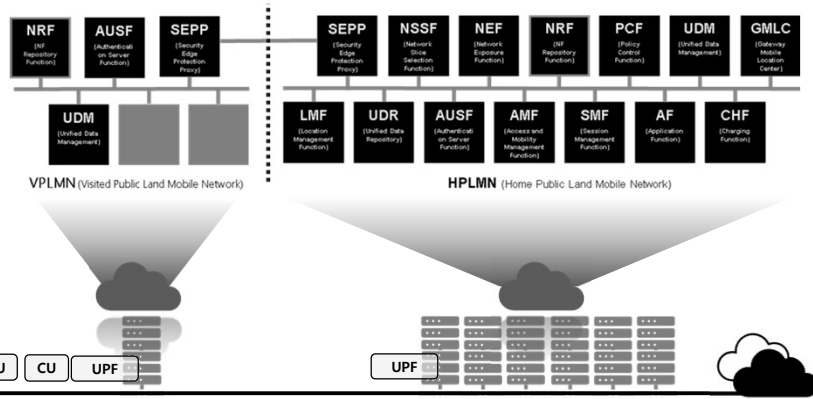 NRF
(NF
Repository
Function)
AUSF
(Authenticati
on Server
Function)
SEPP
(Security
Edge
Protection
Proxy)
SEPP
(Security
Edge
Protection
Proxy)
NSSF
(Network
Slice
Selection
Function)
NEF
(Network
Exposure
Function)
NRF
(NF
Repository
Function)
PCF
(Policy
Control
Function)
UDM
(Unified Data
Management)
GMLC
(Gateway
Mobile
Location
Center)
UDM
(Unified Data
Management)
LMF
(Location
Management
Function)
UDR
(Unified Data
Repository)
AUSF
(Authenticati
on Server
Function)
AMF
(Access and
Mobility
Management
Function)
SMF
(Session
Management
Function)
AF
(Application
Function)
CHF
(Charging
Function)
VPLMN (Visited Public Land Mobile Network)
HPLMN (Home Public Land Mobile Network)
U
CU
UPF
UPF